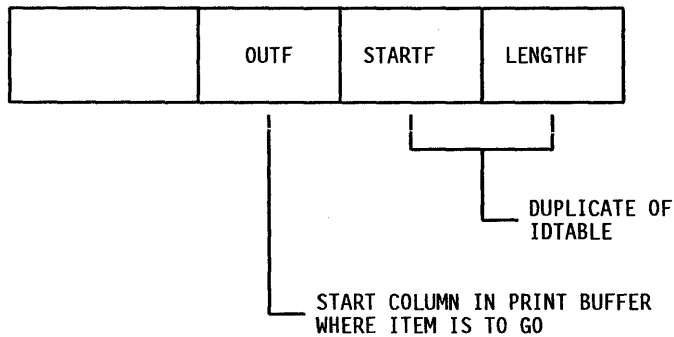 OUTF STARTF LENGTHF
DUPLICATE OF
IDTABLE
START COLUMN IN PRINT BUFFER
WHERE ITEM IS TO GO